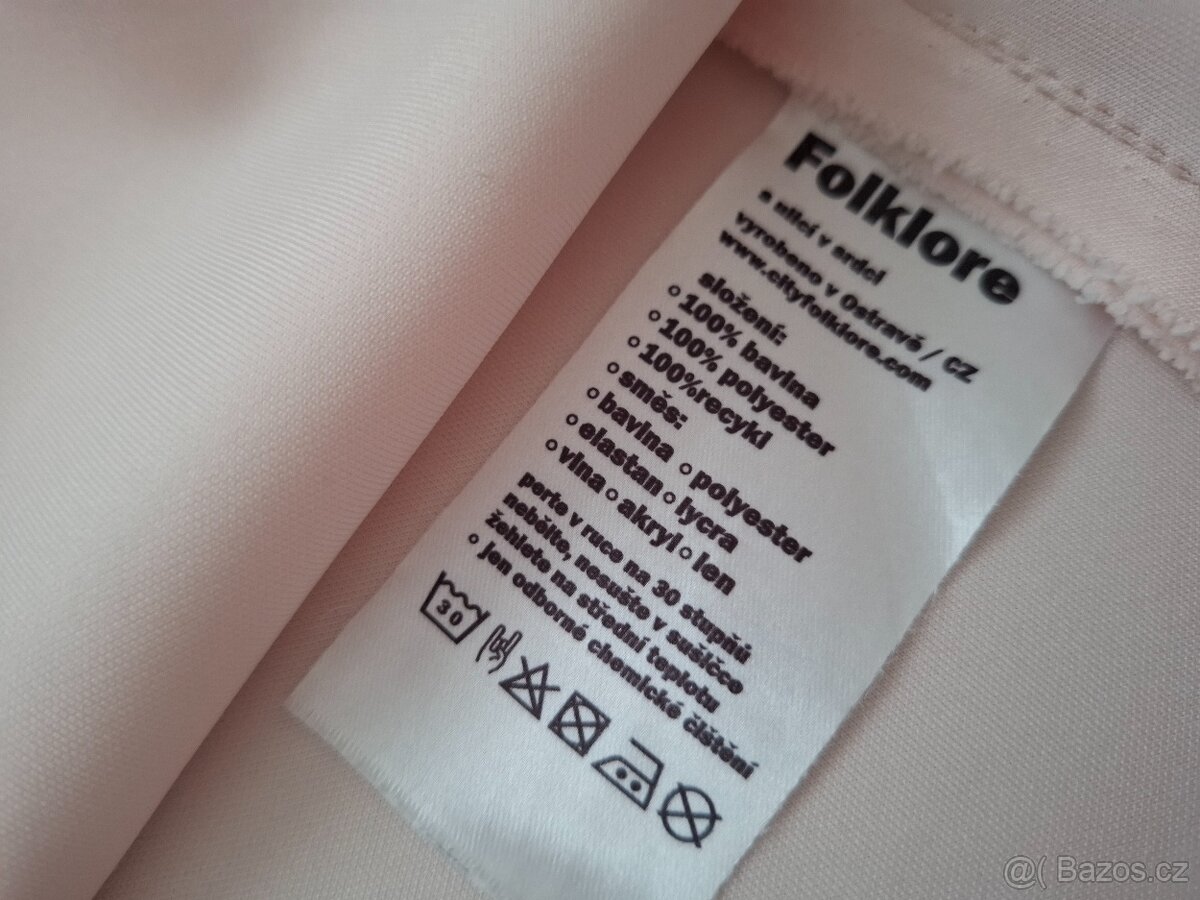 Folklore
s ulicí v srdci
vyrobeno v Ostravě / CZ
www.cityfolklore.com
složení:
○ 100% bavlna
○ 100% polyester
○ 100%recykl
○ směs:
○ bavlna ○ polyester
○ elastan ○ lycra
○ vlna ○ akryl ○ len
perte v ruce na 30 stupňů
nebělte, nesušte v sušičce
žehlete na střední teplotu
○ jen odborné chemické čištění
30
@( Bazos.cz